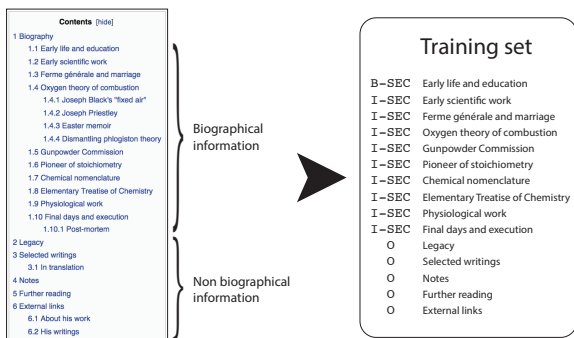 Contents [hide]
1 Biography
1.1 Early life and education
1.2 Early scientific work
1.3 Ferme générale and marriage
1.4 Oxygen theory of combustion
1.4.1 Joseph Black's "fixed air"
1.4.2 Joseph Priestley
1.4.3 Easter memoir
1.4.4 Dismantling phlogiston theory
1.5 Gunpowder Commission
1.6 Pioneer of stoichiometry
1.7 Chemical nomenclature
1.8 Elementary Treatise of Chemistry
1.9 Physiological work
1.10 Final days and execution
1.10.1 Post-mortem
2 Legacy
3 Selected writings
3.1 In translation
4 Notes
5 Further reading
6 External links
6.1 About his work
6.2 His writings
Biographical
information
Non biographical
information
Training set
B-SEC Early life and education
I-SEC Early scientific work
I-SEC Ferme générale and marriage
I-SEC Oxygen theory of combustion
I-SEC Gunpowder Commission
I-SEC Pioneer of stoichiometry
I-SEC Chemical nomenclature
I-SEC Elementary Treatise of Chemistry
I-SEC Physiological work
I-SEC Final days and execution
O Legacy
O Selected writings
O Notes
O Further reading
O External links